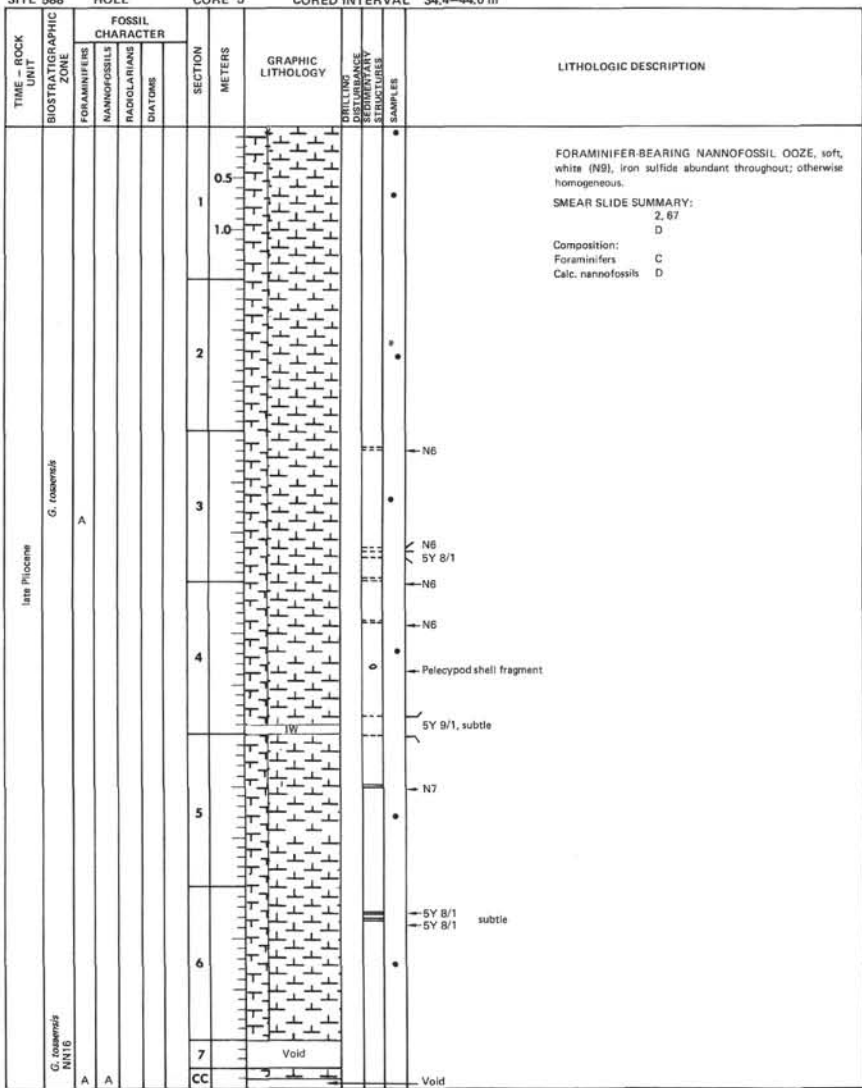 SITE 588 HOLE CORE 5 CORED INTERVAL 34.4—44.0 m
TIME – ROCK UNIT
BIOSTRATIGRAPHIC ZONE
FOSSIL CHARACTER
FORAMINIFERS
NANNOFOSSILS
RADIOLARIANS
DIATOMS
SECTION
METERS
GRAPHIC LITHOLOGY
DRILLING DISTURBANCE
SEDIMENTARY STRUCTURES
SAMPLES
LITHOLOGIC DESCRIPTION
FORAMINIFER-BEARING NANNOFOSSIL OOZE, soft,
white (N9), iron sulfide abundant throughout; otherwise
homogeneous.
SMEAR SLIDE SUMMARY:
2, 67
D
Composition:
Foraminifers C
Calc. nannofossils D
0.5
1
1.0
2
*
N6
G. tosaensis
3
A
N6
5Y 8/1
late Pliocene
N6
N6
4
Pelecypod shell fragment
5Y 9/1, subtle
IW
N7
5
5Y 8/1
5Y 8/1 subtle
6
G. tosaensis
NN16
7
Void
A A CC
Void